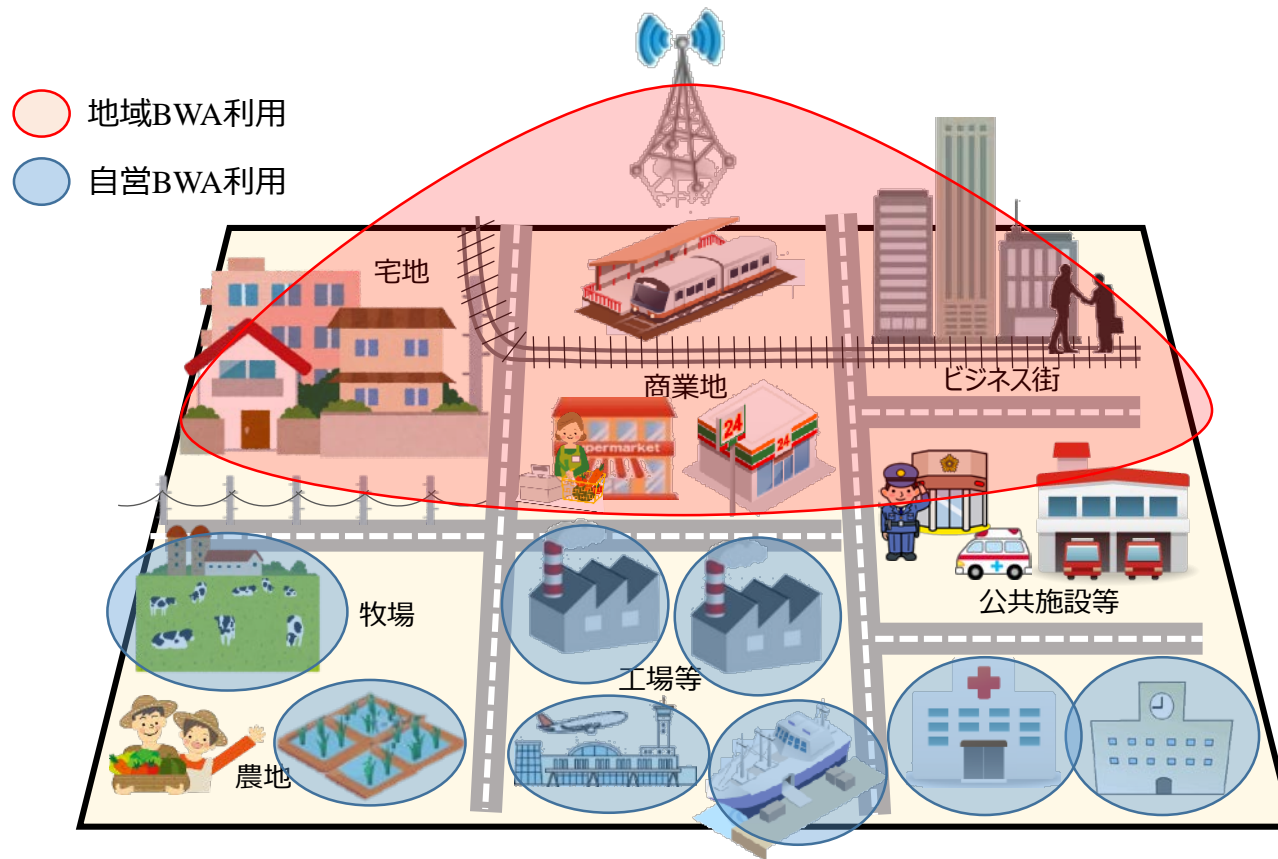 地域BWA利用
自営BWA利用
宅地
商業地
ビジネス街
permarket
24
24
公共施設等
牧場
工場等
農地